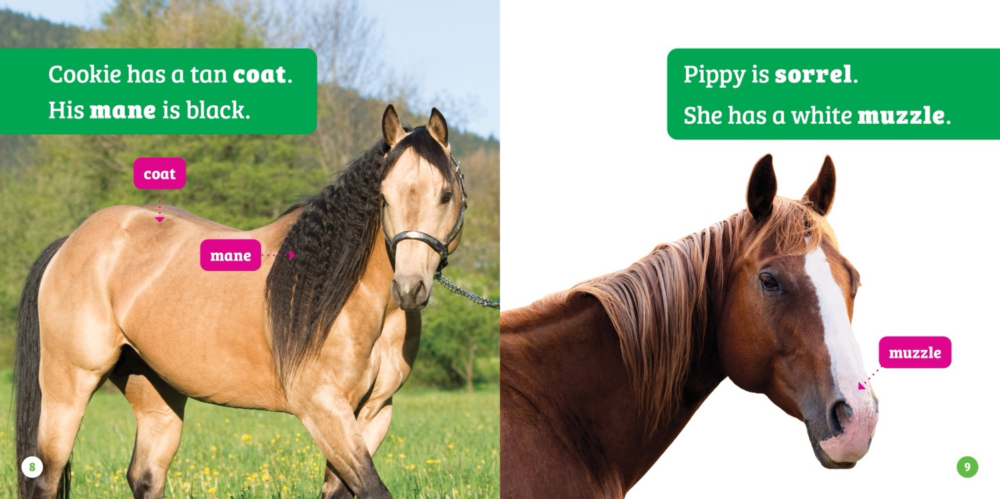 Cookie has a tan coat.
His mane is black.
coat
mane
8
Pippy is sorrel.
She has a white muzzle.
muzzle
9